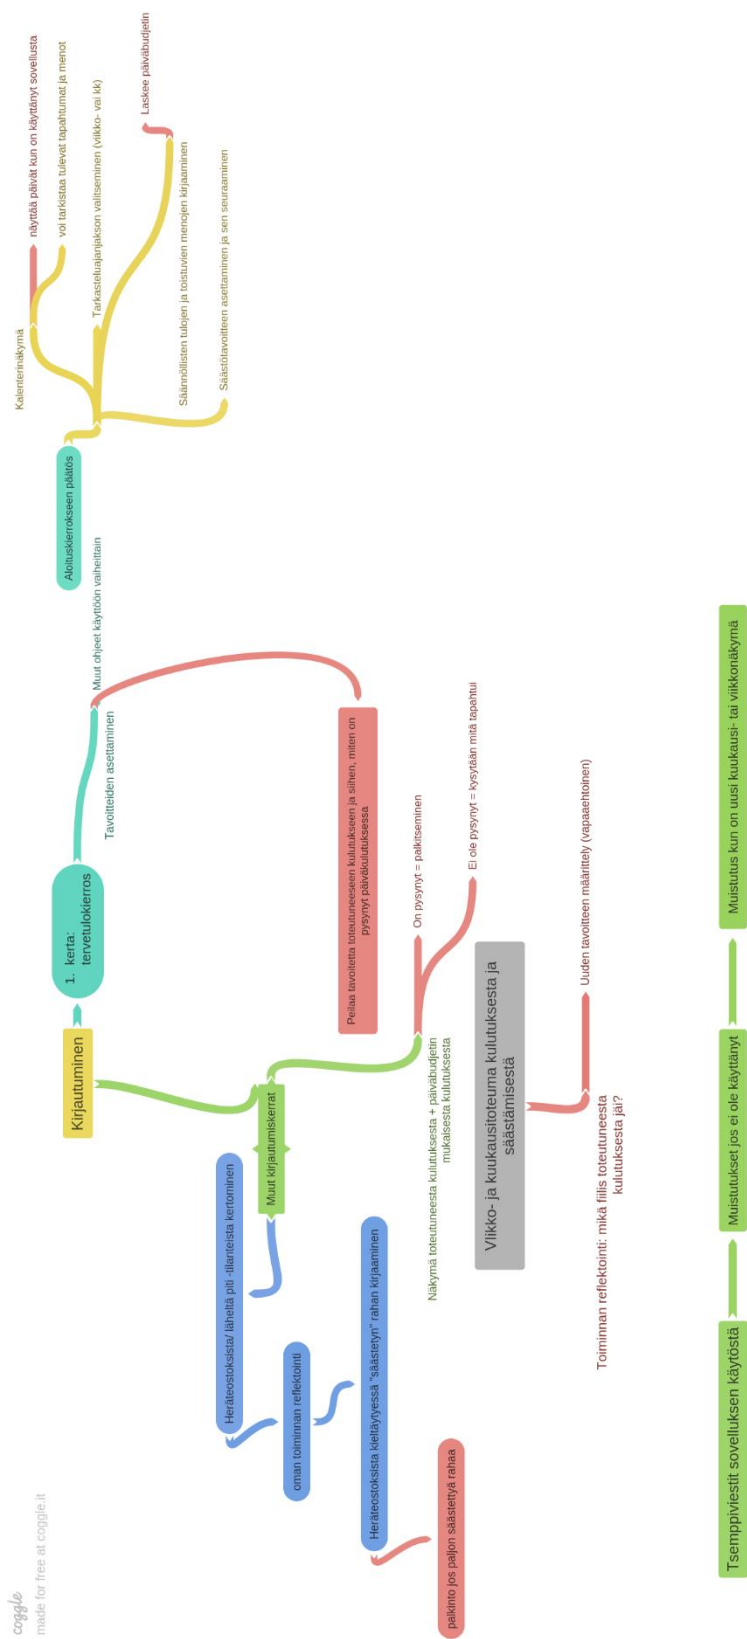 coggle
made for free at coggle.it
Kalenterinäkymä
näyttää päivät kun on käyttänyt sovellusta
voi tarkistaa tulevat tapahtumat ja menot
Tarkasteluajanjakson valitseminen (viikko- vai kk)
Laskee päiväbudjetin
Säännöllisten tulojen ja toistuvien menojen kirjaaminen
Säästötavoitteen asettaminen ja sen seuraaminen
Aloituskierrokseen päätös
Muut ohjeet käyttöön vaiheittain
Tavoitteiden asettaminen
1. kerta:
tervetulokierros
Kirjautuminen
Peilaa tavoitetta toteutuneeseen kulutukseen ja siihen, miten on
pysynyt päiväkulutuksessa
Muut kirjautumiskerrat
On pysynyt = palkitseminen
Ei ole pysynyt = kysytään mitä tapahtui
Näkymä toteutuneesta kulutuksesta + päiväbudjetin
mukaisesta kulutuksesta
Heräteostoksista/ läheltä piti -tilanteista kertominen
oman toiminnan reflektointi
Heräteostoksista kieltäytyessä "säästetyn" rahan kirjaaminen
palkinto jos paljon säästettyä rahaa
VIikko- ja kuukausitoteuma kulutuksesta ja
säästämisestä
Uuden tavoitteen määrittely (vapaaehtoinen)
Toiminnan reflektointi: mikä fiilis toteutuneesta
kulutuksesta jäi?
Tsemppiviestit sovelluksen käytöstä
Muistutukset jos ei ole käyttänyt
Muistutus kun on uusi kuukausi- tai viikkonäkymä